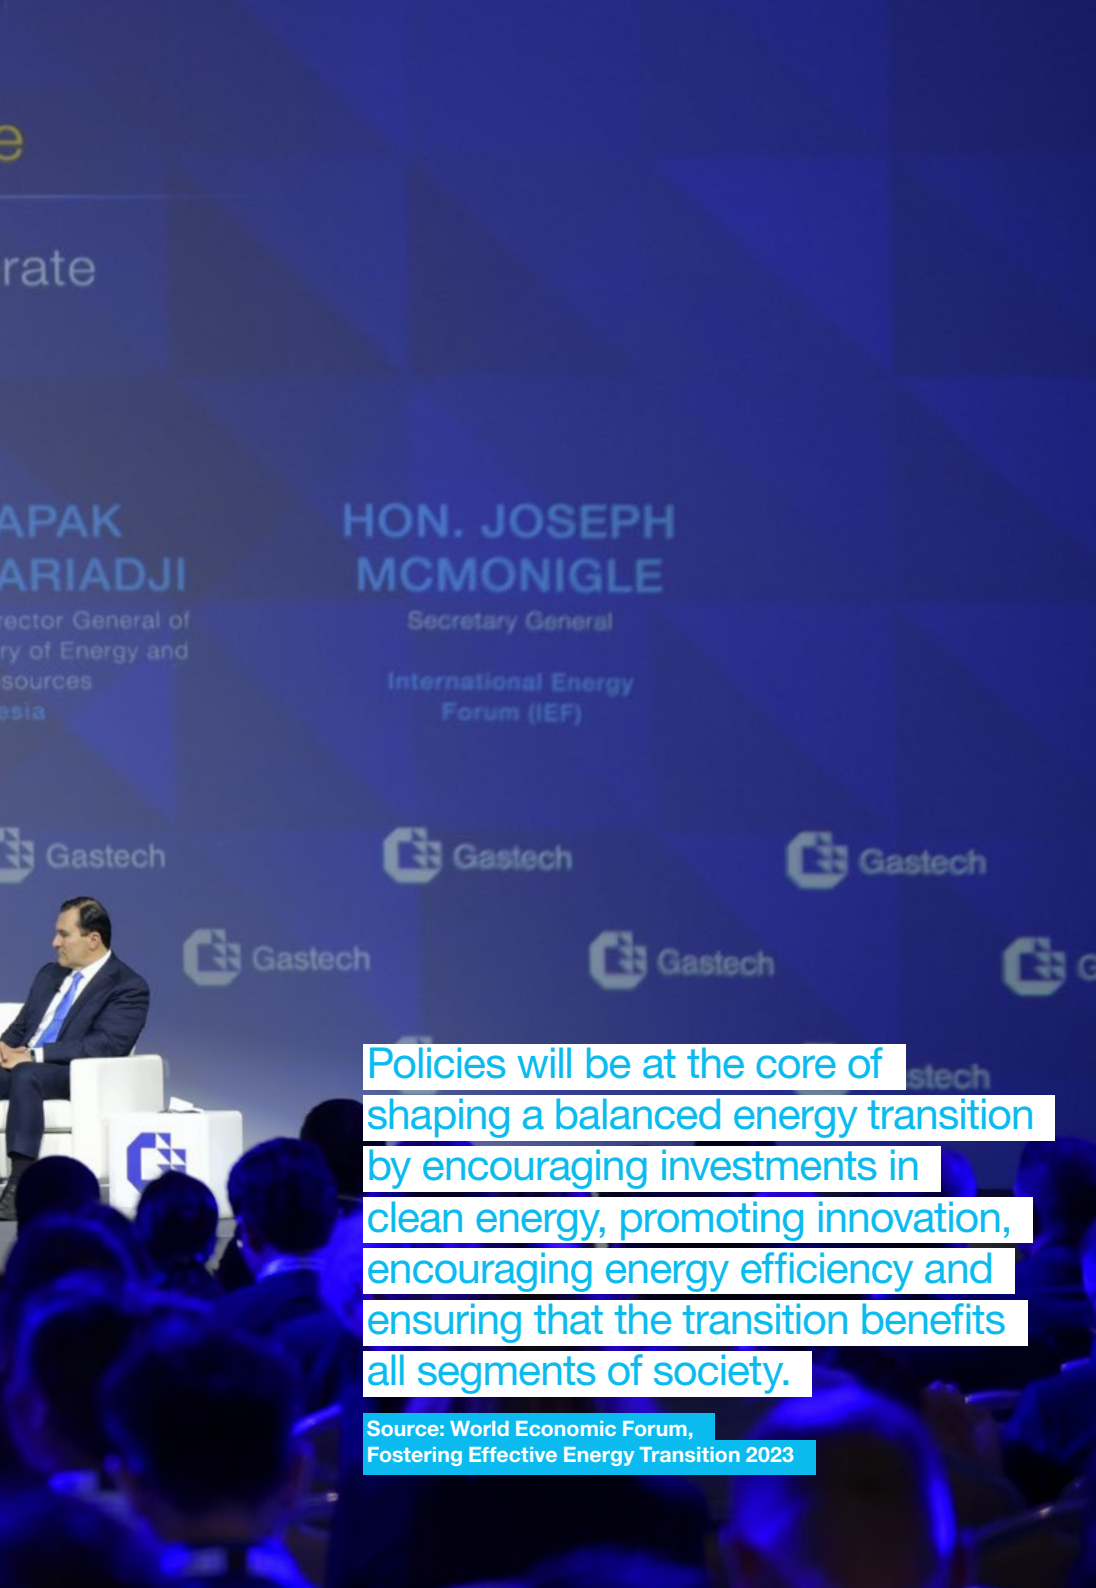 e
rate
APAK
ARIADJI
rector General of
ry of Energy and
sources
esia
HON. JOSEPH
MCMONIGLE
Secretary General
International Energy
Forum (IEF)
Gastech
Gastech
Gastech
Gastech
Gastech
G
stech
Policies will be at the core of
shaping a balanced energy transition
by encouraging investments in
clean energy, promoting innovation,
encouraging energy efficiency and
ensuring that the transition benefits
all segments of society.
Source: World Economic Forum,
Fostering Effective Energy Transition 2023